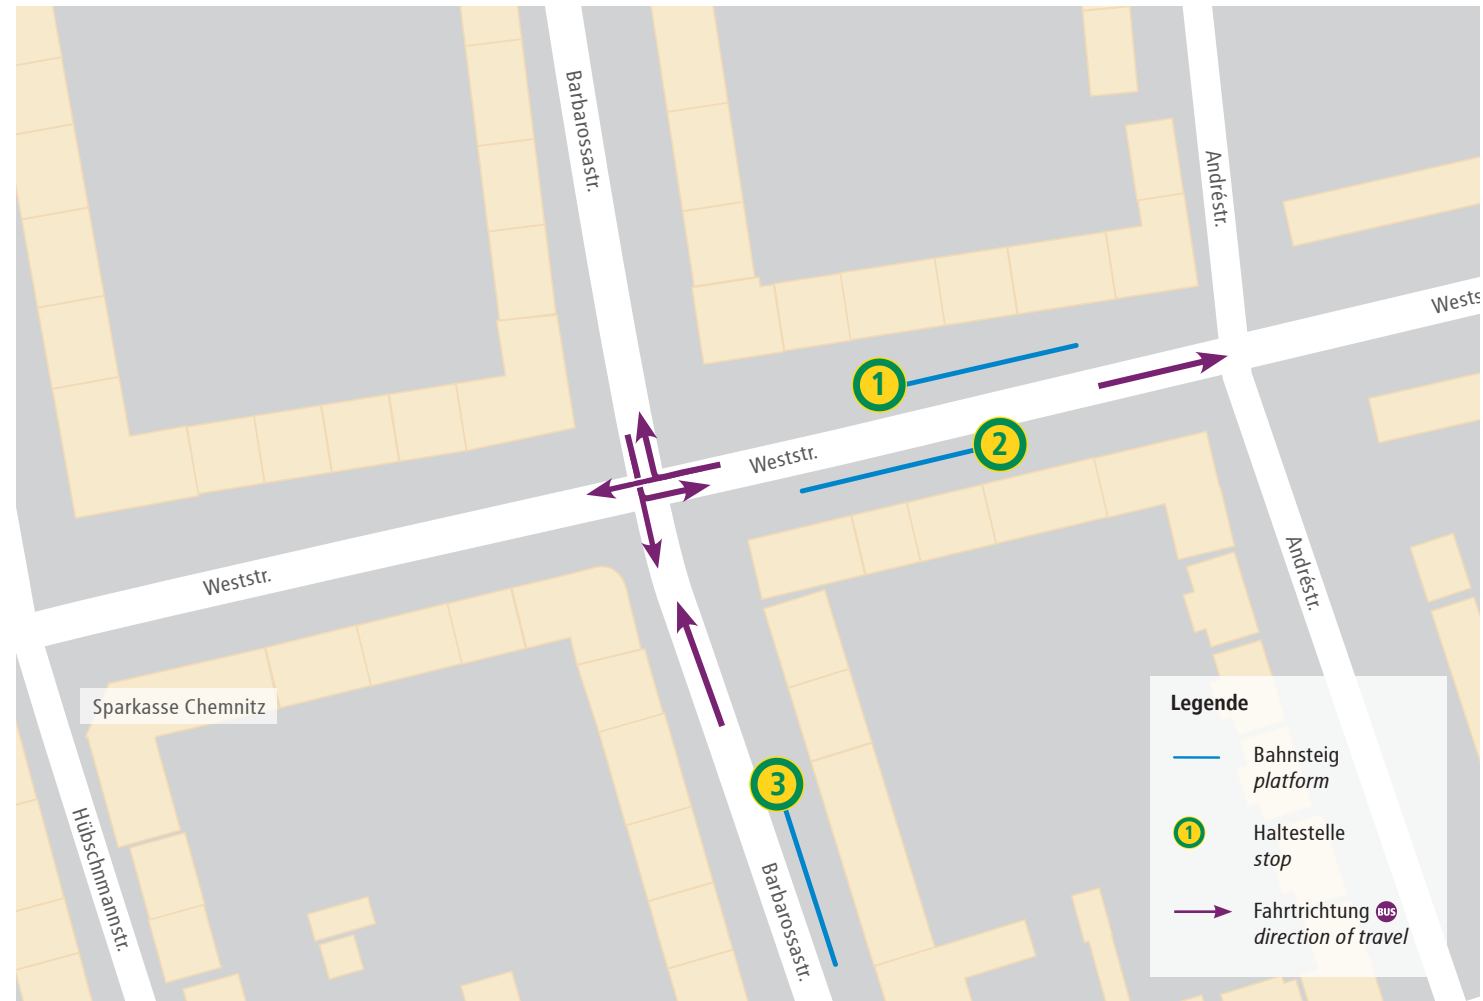 Barbarossastr.
Andréstr.
Wests
1
2
Weststr.
Weststr.
Andréstr.
Sparkasse Chemnitz
3
Hübschnmannstr.
Barbarossastr.
Legende
Bahnsteig
platform
1
Haltestelle
stop
Fahrtrichtung BUS
direction of travel